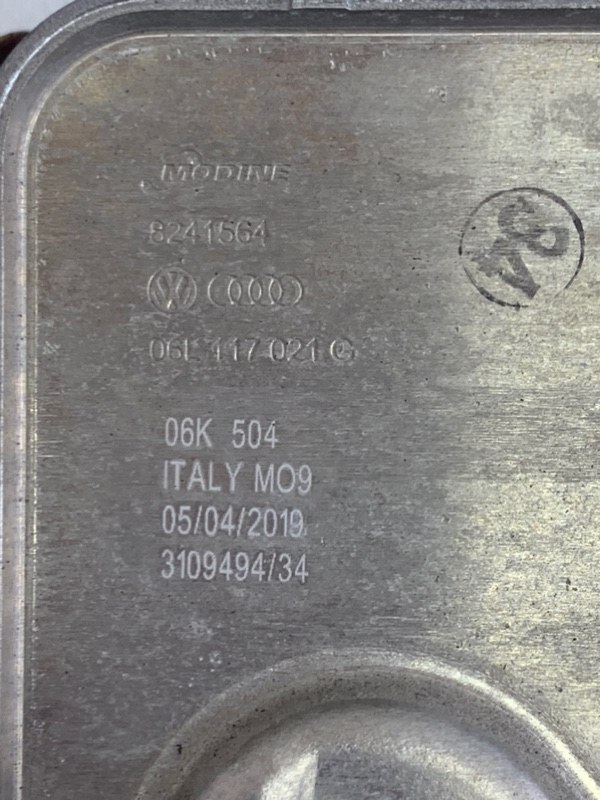 MODINE
8241564
06L 117 021 G
06K 504
ITALY MO9
05/04/2019
3109494/34